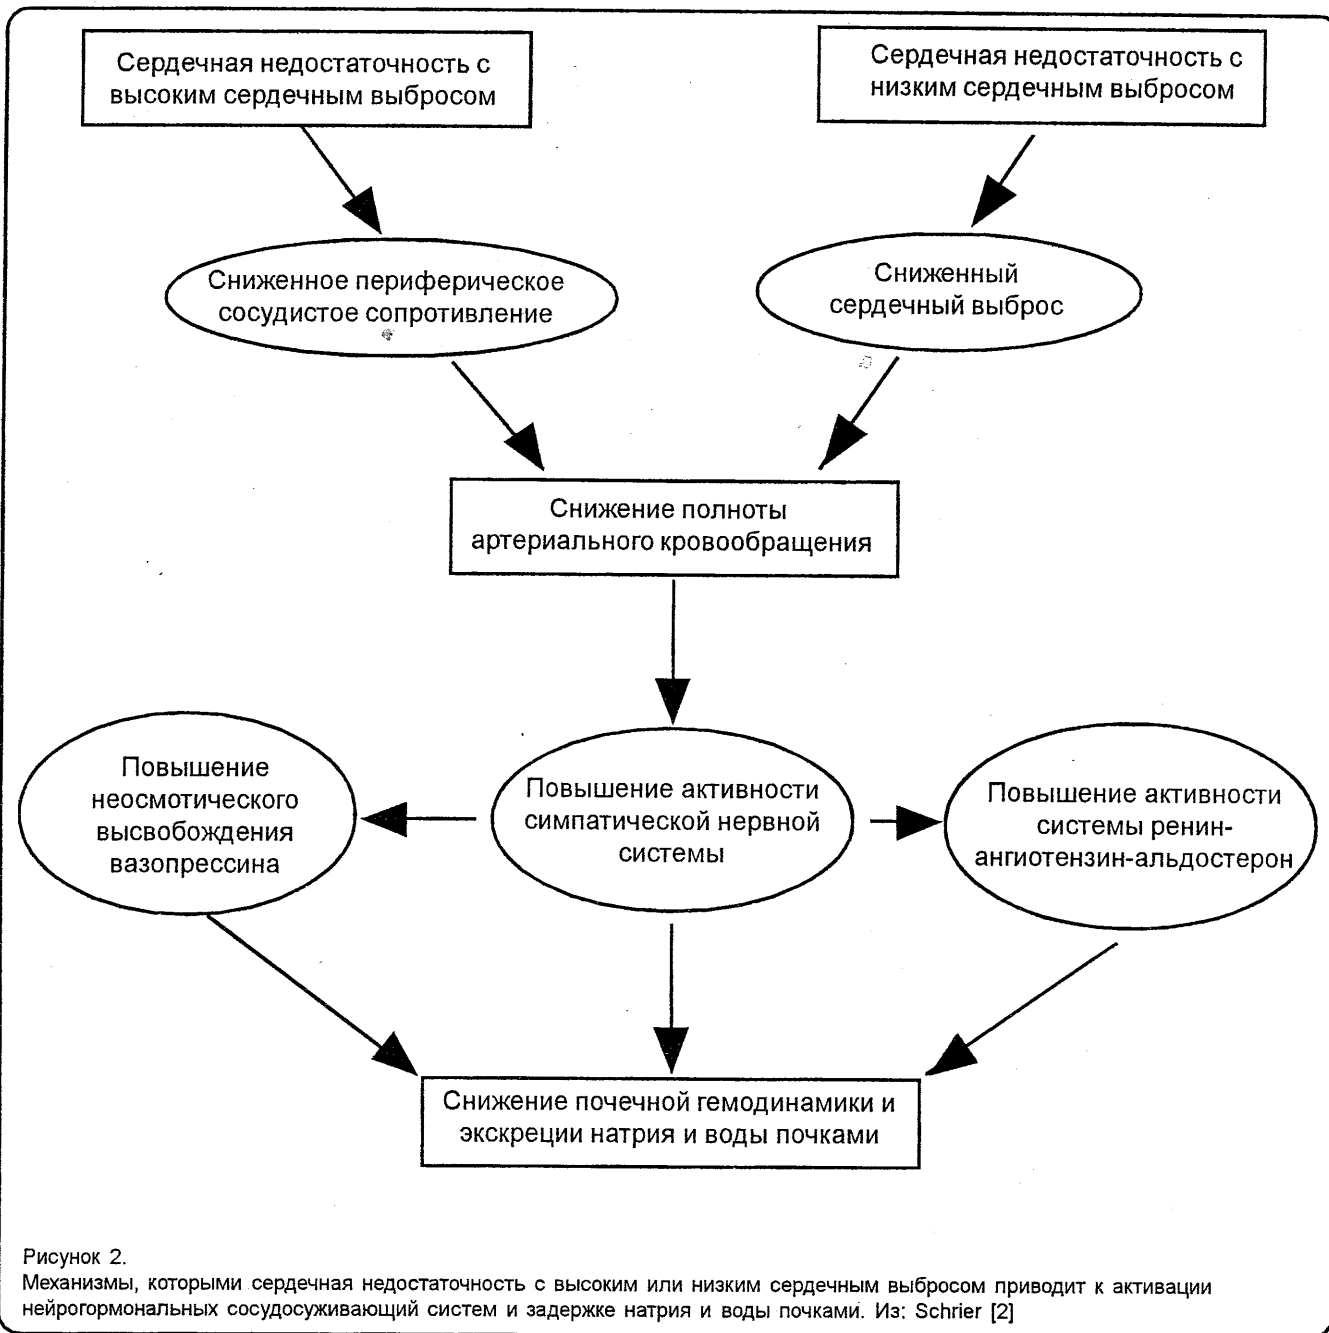 Сердечная недостаточность с
высоким сердечным выбросом
Сердечная недостаточность с
низким сердечным выбросом
Сниженное периферическое
сосудистое сопротивление
Сниженный
сердечный выброс
Снижение полноты
артериального кровообращения
Повышение
неосмотического
высвобождения
вазопрессина
Повышение активности
симпатической нервной
системы
Повышение активности
системы ренин-
ангиотензин-альдостерон
Снижение почечной гемодинамики и
экскреции натрия и воды почками
Рисунок 2.
Механизмы, которыми сердечная недостаточность с высоким или низким сердечным выбросом приводит к активации
нейрогормональных сосудосуживающий систем и задержке натрия и воды почками. Из: Schrier [2]